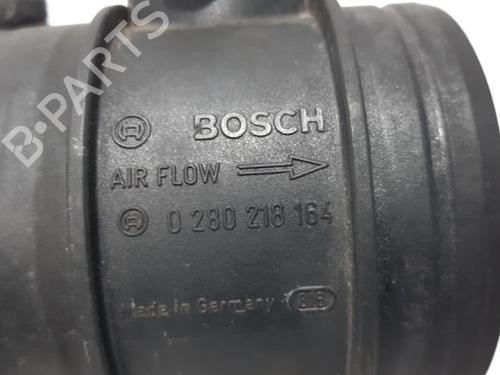 BOSCH
AIR FLOW
0 280 218 164
Made in Germany
B-PARTS